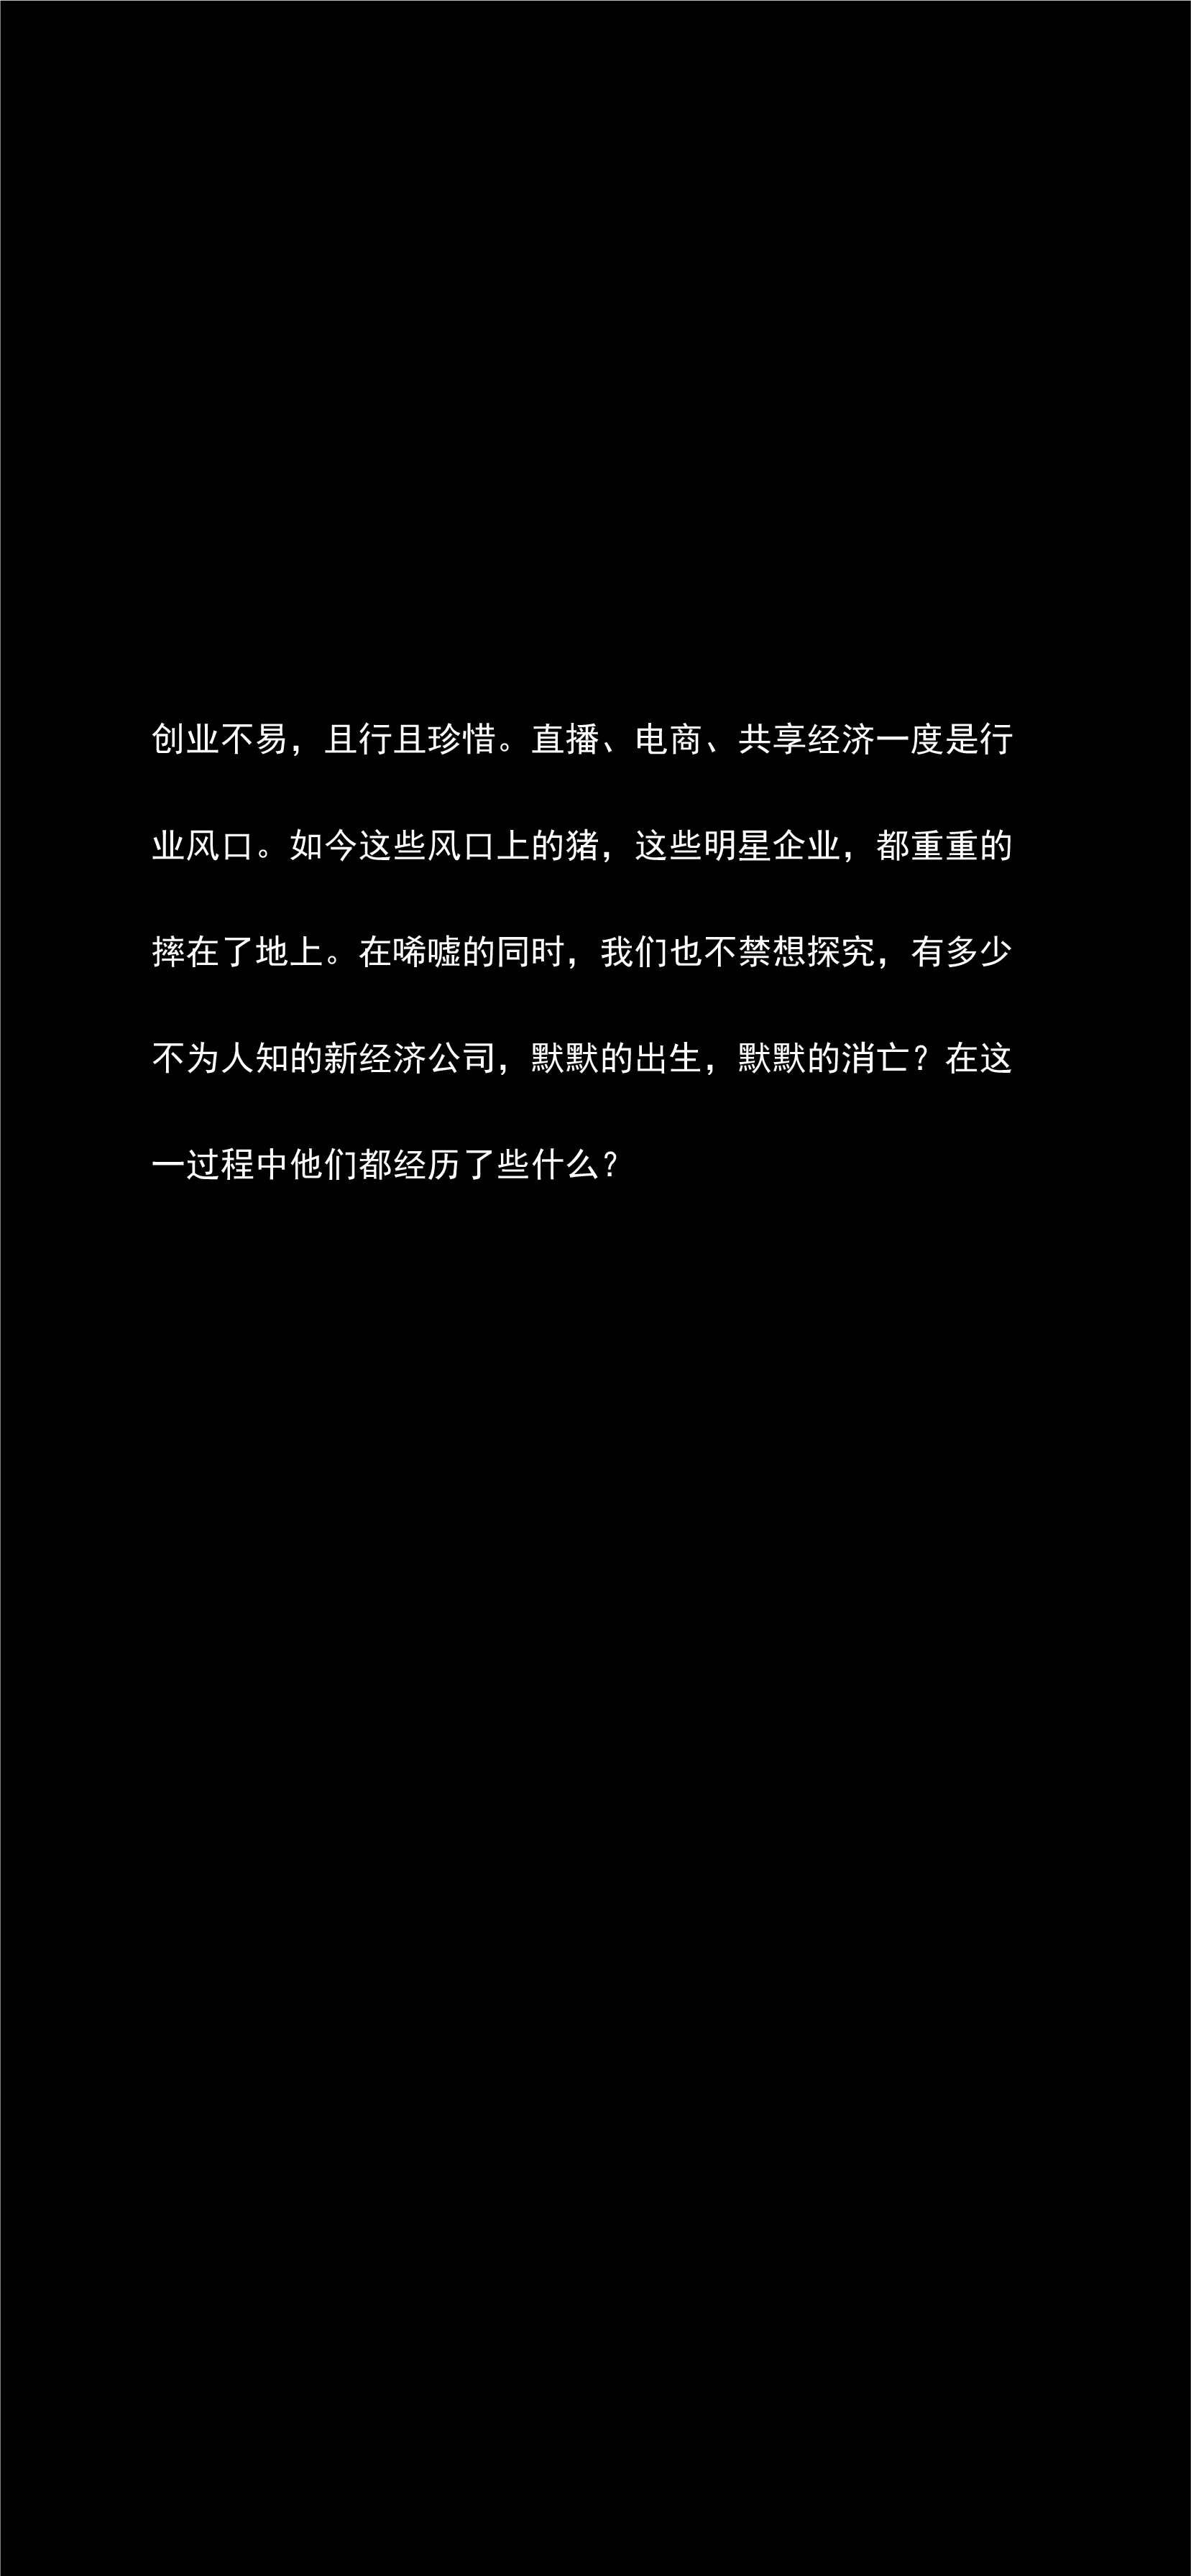 创业不易，且行且珍惜。直播、电商、共享经济一度是行
业风口。如今这些风口上的猪，这些明星企业，都重重的
摔在了地上。在唏嘘的同时，我们也不禁想探究，有多少
不为人知的新经济公司，默默的出生，默默的消亡？在这
一过程中他们都经历了些什么？